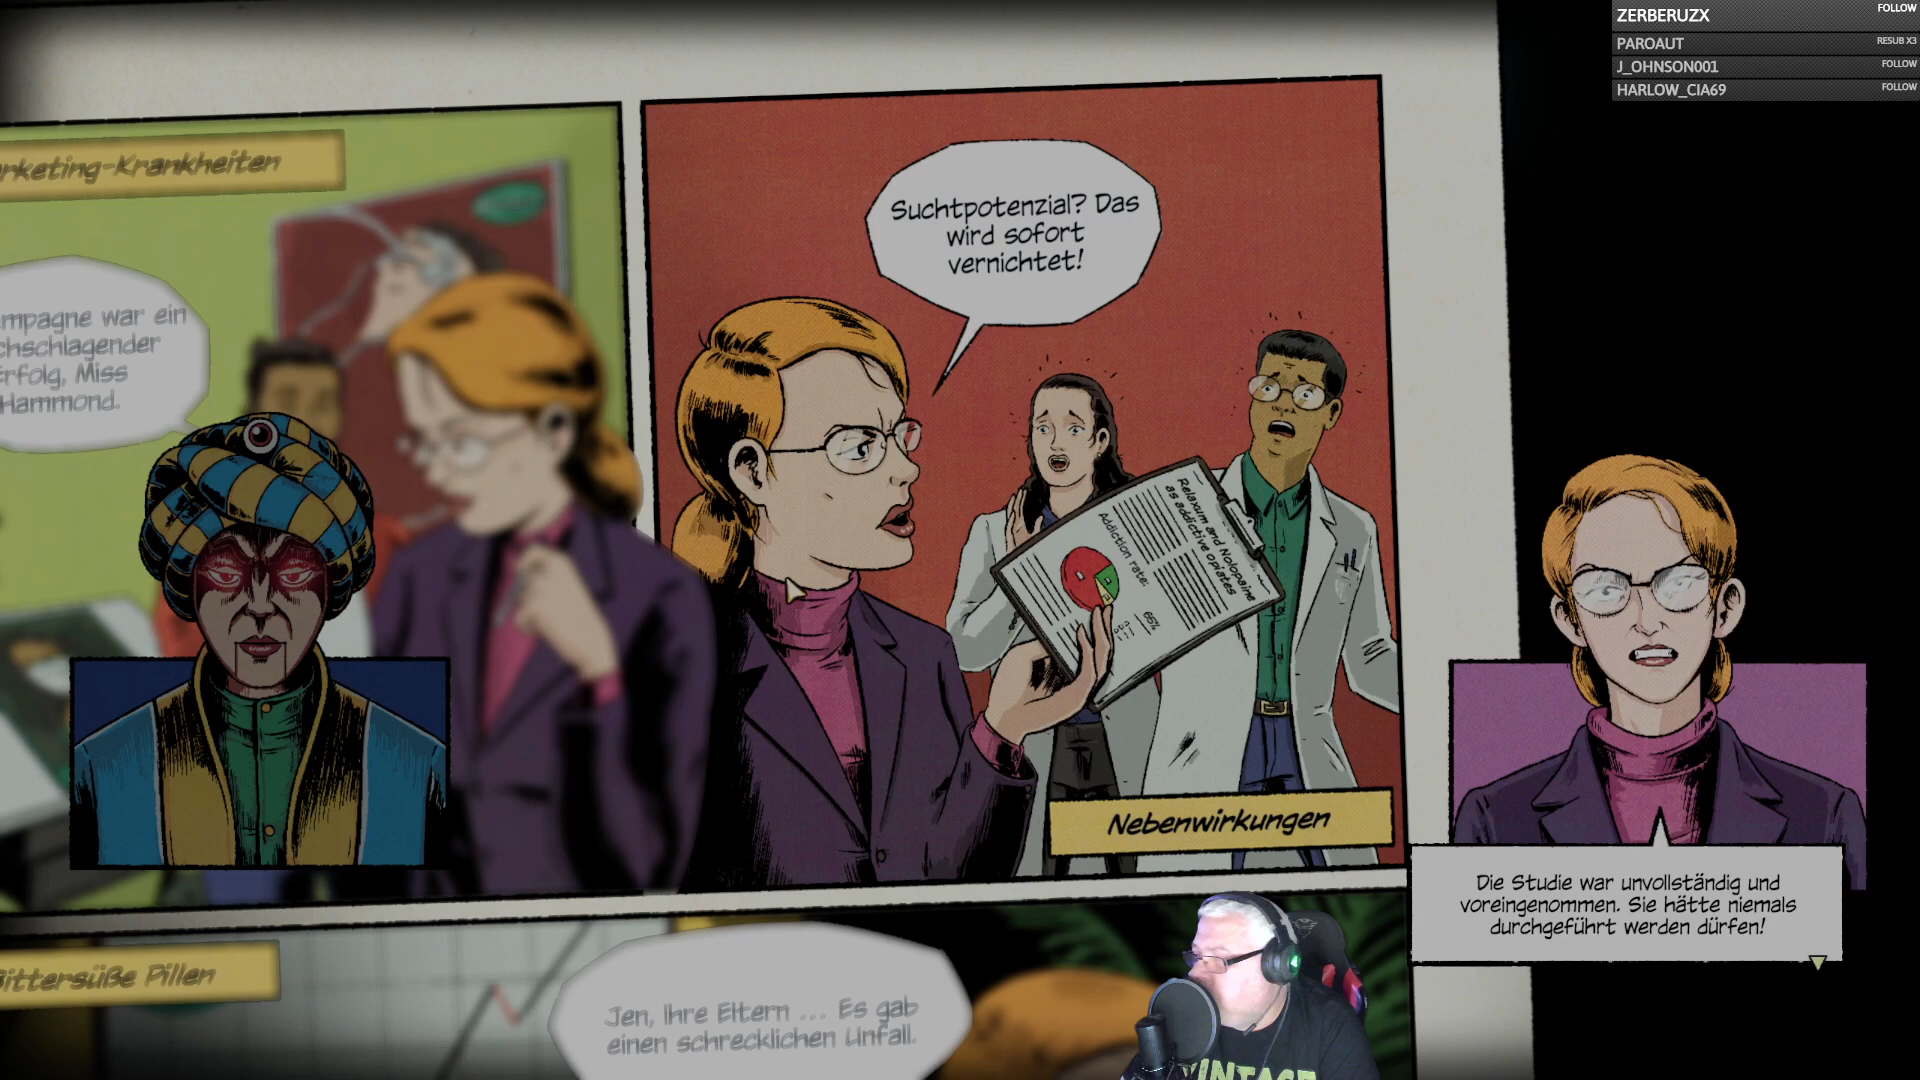 ZERBERUZX FOLLOW
PAROAUT RESUB X3
J_OHNSON001 FOLLOW
HARLOW_CIA69 FOLLOW
rketing-Krankheiten
mpagne war ein
chschlagender
rfolg, Miss
Hammond.
Suchtpotenzial? Das
wird sofort
vernichtet!
Relaxum and Nolopaine
as addictive opiates
Addiction rate:
65%
Nebenwirkungen
Die Studie war unvollständig und
voreingenommen. Sie hätte niemals
durchgeführt werden dürfen!
Bittersüße Pillen
Jen, Ihre Eltern ... Es gab
einen schrecklichen Unfall.
VINTAGE